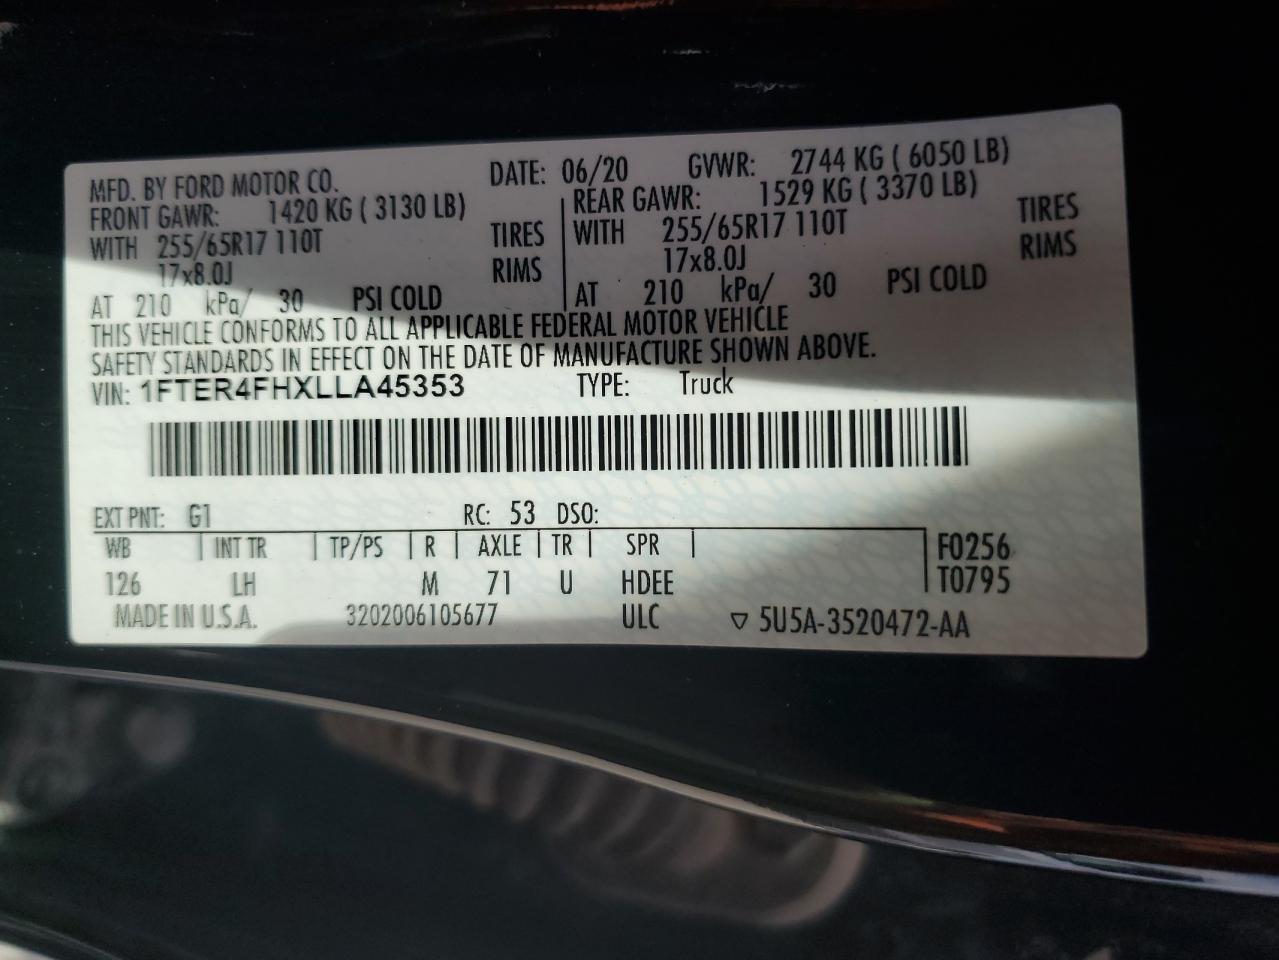 MFD. BY FORD MOTOR CO. DATE: 06/20 GVWR: 2744 KG ( 6050 LB)
FRONT GAWR: 1420 KG ( 3130 LB) REAR GAWR: 1529 KG ( 3370 LB)
WITH 255/65R17 110T TIRES WITH 255/65R17 110T TIRES
17x8.0J RIMS 17x8.0J RIMS
AT 210 kPa/ 30 PSI COLD AT 210 kPa/ 30 PSI COLD
THIS VEHICLE CONFORMS TO ALL APPLICABLE FEDERAL MOTOR VEHICLE
SAFETY STANDARDS IN EFFECT ON THE DATE OF MANUFACTURE SHOWN ABOVE.
VIN: 1FTER4FHXLLA45353 TYPE: Truck
EXT PNT: G1 RC: 53 DSO:
WB INT TR TP/PS R AXLE TR SPR F0256
126 LH M 71 U HDEE T0795
MADE IN U.S.A. 3202006105677 ULC ▽ 5U5A-3520472-AA